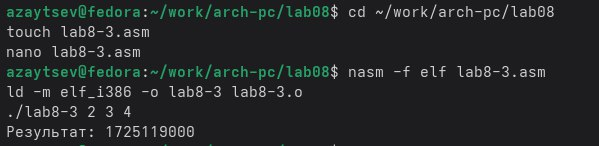 azaytsev@fedora:~/work/arch-pc/lab08$ cd ~/work/arch-pc/lab08
touch lab8-3.asm
nano lab8-3.asm
azaytsev@fedora:~/work/arch-pc/lab08$ nasm -f elf lab8-3.asm
ld -m elf_i386 -o lab8-3 lab8-3.o
./lab8-3 2 3 4
Результат: 1725119000